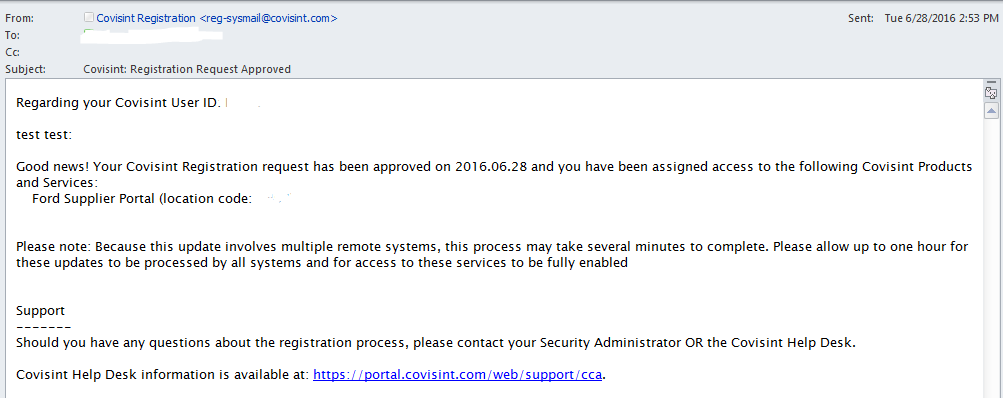 From: Covisint Registration <reg-sysmail@covisint.com> Sent: Tue 6/28/2016 2:53 PM
To:
Cc:
Subject: Covisint: Registration Request Approved
Regarding your Covisint User ID.
test test:
Good news! Your Covisint Registration request has been approved on 2016.06.28 and you have been assigned access to the following Covisint Products
and Services:
Ford Supplier Portal (location code:
Please note: Because this update involves multiple remote systems, this process may take several minutes to complete. Please allow up to one hour for
these updates to be processed by all systems and for access to these services to be fully enabled
Support
-------
Should you have any questions about the registration process, please contact your Security Administrator OR the Covisint Help Desk.
Covisint Help Desk information is available at: https://portal.covisint.com/web/support/cca.